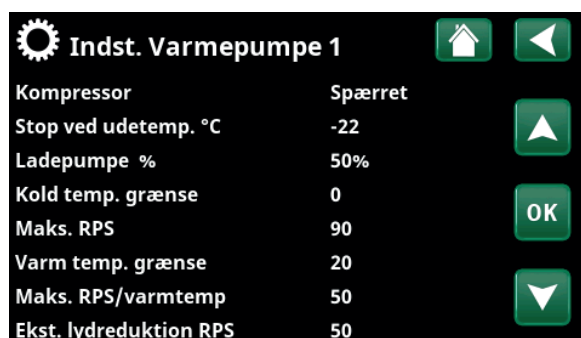 Indst. Varmepumpe 1
Kompressor Spærret
Stop ved udetemp. °C -22
Ladepumpe % 50%
Kold temp. grænse 0
Maks. RPS 90
OK
Varm temp. grænse 20
Maks. RPS/varmtemp 50
Ekst. lydreduktion RPS 50